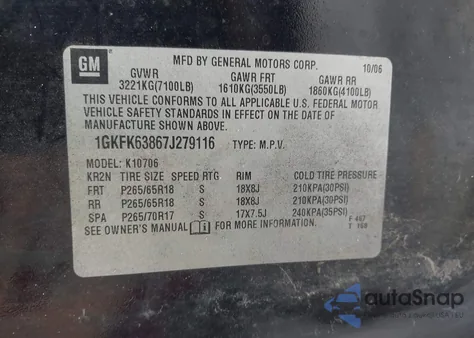 GM
MFD BY GENERAL MOTORS CORP.
10/06
GVWR GAWR FRT GAWR RR
3221KG(7100LB) 1610KG(3550LB) 1860KG(4100LB)
THIS VEHICLE CONFORMS TO ALL APPLICABLE U.S. FEDERAL MOTOR
VEHICLE SAFETY STANDARDS IN EFFECT ON THE DATE OF
MANUFACTURE SHOWN ABOVE.
1GKFK63867J279116 TYPE: M.P.V.
MODEL: K10706
KR2N TIRE SIZE SPEED RTG RIM COLD TIRE PRESSURE
FRT P265/65R18 S 18X8J 210KPA(30PSI)
RR P265/65R18 S 18X8J 210KPA(30PSI)
SPA P265/70R17 S 17X7.5J 240KPA(35PSI)
SEE OWNER'S MANUAL FOR MORE INFORMATION.
autoSnap